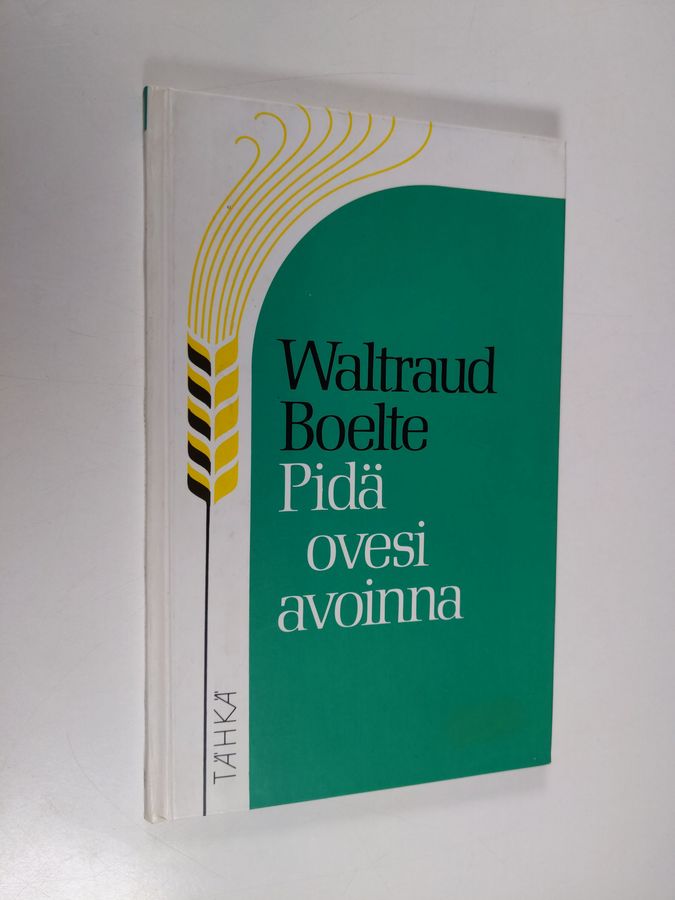 Waltraud
Boelte
Pidä
ovesi
avoinna
TÄHKÄ